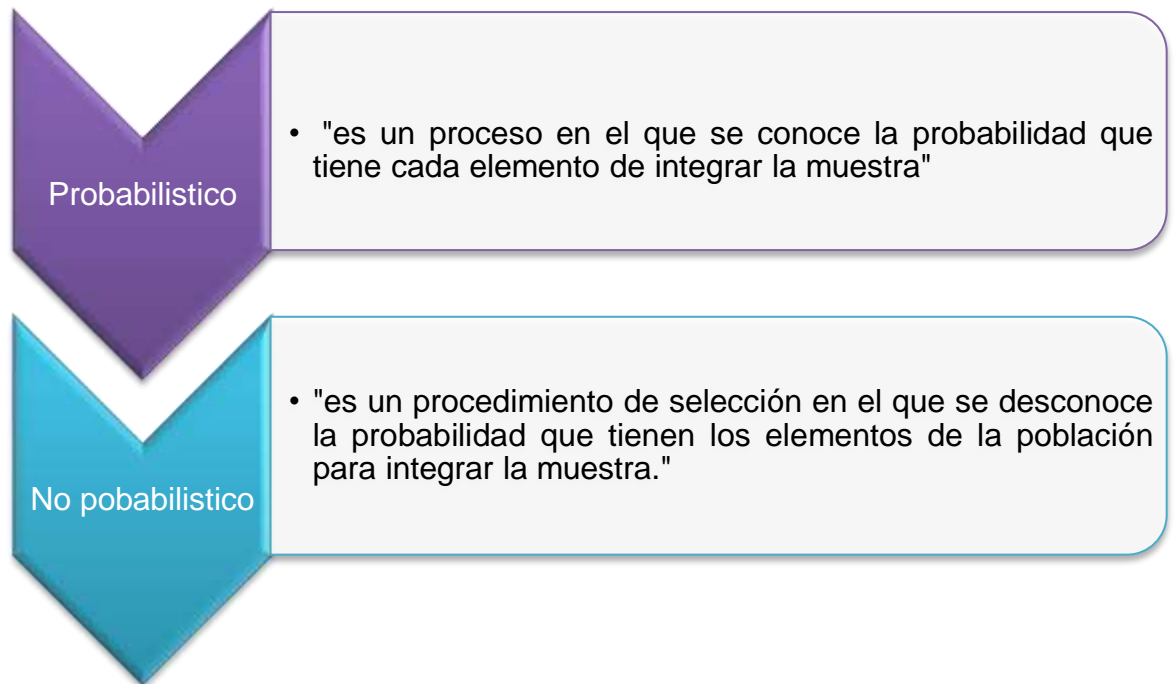 Probabilistico
• "es un proceso en el que se conoce la probabilidad que
tiene cada elemento de integrar la muestra"
No pobabilistico
• "es un procedimiento de selección en el que se desconoce
la probabilidad que tienen los elementos de la población
para integrar la muestra."